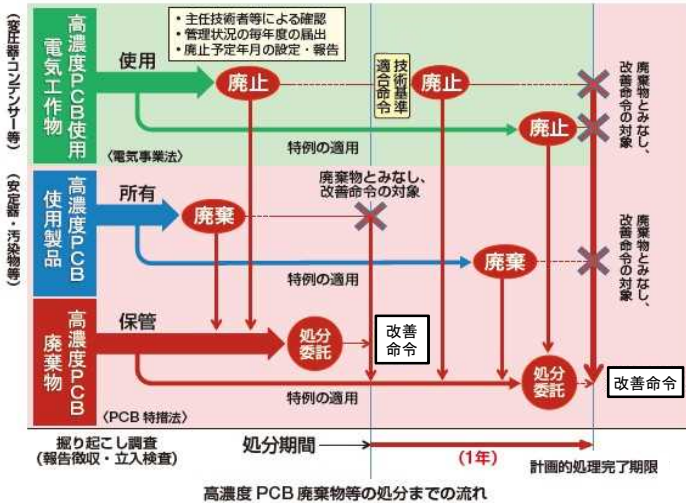 ・主任技術者等による確認
・管理状況の毎年度の届出
・廃止予定年月の設定・報告
(変圧器・コンデンサー等)
高濃度PCB使用
電気工作物
使用
廃止
技術基準
適合命令
廃止
廃棄物とみなし、
改善命令の対象
廃止
特例の適用
〈電気事業法〉
(安定器・汚染物等)
高濃度PCB
使用製品
所有
廃棄
廃棄物とみなし、
改善命令の対象
廃棄物とみなし、
改善命令の対象
特例の適用
廃棄
高濃度PCB
廃棄物
保管
処分
委託
改善
命令
処分
委託
改善命令
特例の適用
〈PCB特措法〉
掘り起こし調査
(報告徴収・立入検査)
処分期間
(1年)
計画的処理完了期限
高濃度 PCB 廃棄物等の処分までの流れ